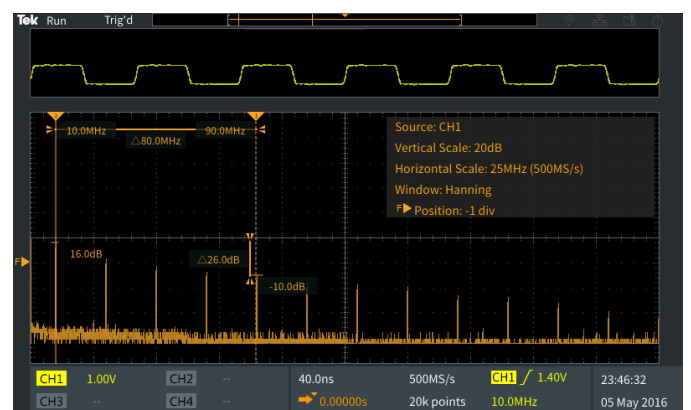 Tek Run Trig'd
2 1
10.0MHz 90.0MHz
△80.0MHz
Source: CH1
Vertical Scale: 20dB
Horizontal Scale: 25MHz (500MS/s)
Window: Hanning
F Position: -1 div
16.0dB
△26.0dB
F
-10.0dB
CH1 1.00V CH2 -- 40.0ns 500MS/s CH1 1.40V 23:46:32
CH3 -- CH4 -- 0.00000s 20k points 10.0MHz 05 May 2016